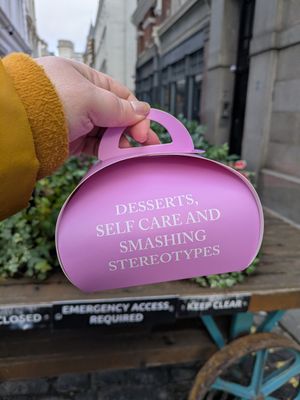 DESSERTS,
SELF CARE AND
SMASHING
STEREOTYPES
CLOSED
EMERGENCY ACCESS,
REQUIRED
KEEP CLEAR